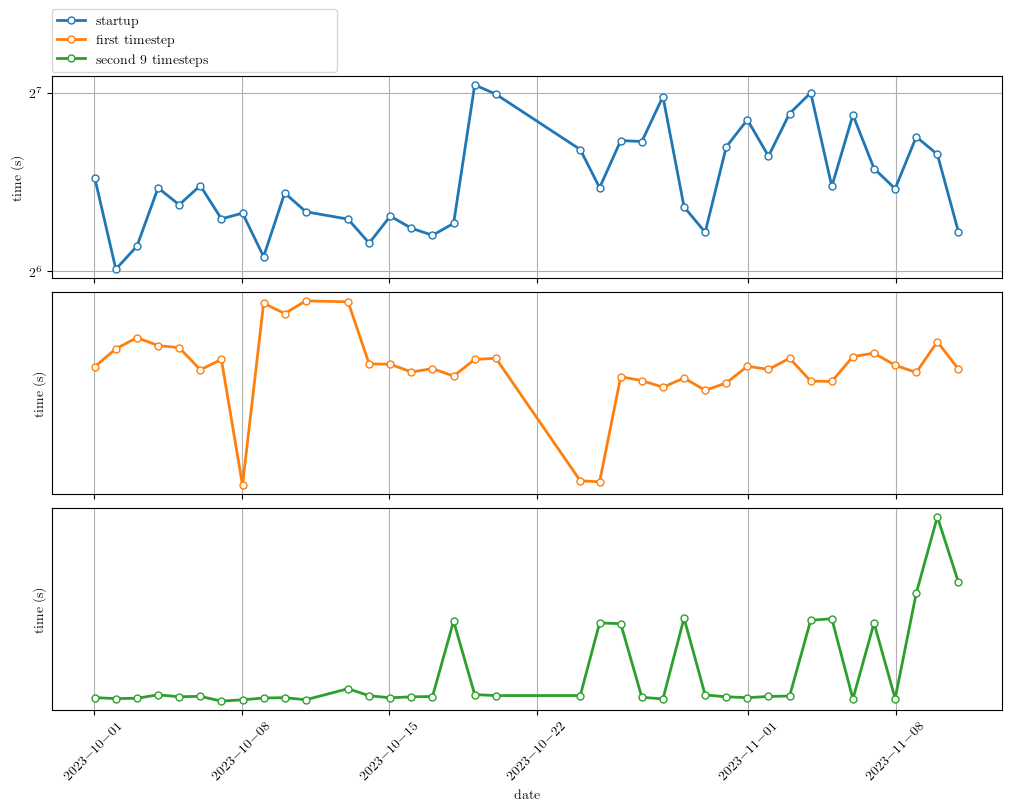 startup
first timestep
second 9 timesteps
2^7
time (s)
2^6
time (s)
time (s)
2023-10-01
2023-10-08
2023-10-15
2023-10-22
2023-11-01
2023-11-08
date